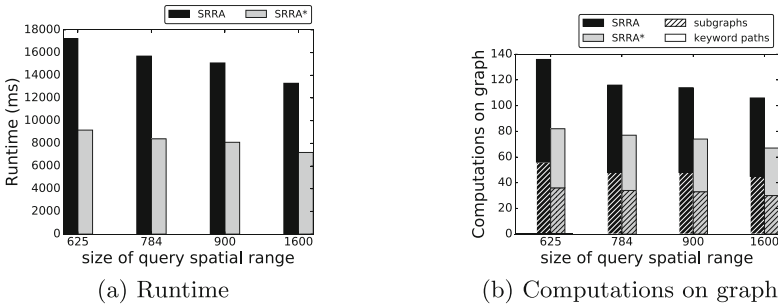 SRRA SRRA*
18000
16000
14000
12000
10000
8000
6000
4000
2000
0
Runtime (ms)
625 784 900 1600
size of query spatial range
(a) Runtime
SRRA subgraphs
SRRA* keyword paths
140
120
100
80
60
40
20
0
Computations on graph
625 784 900 1600
size of query spatial range
(b) Computations on graph